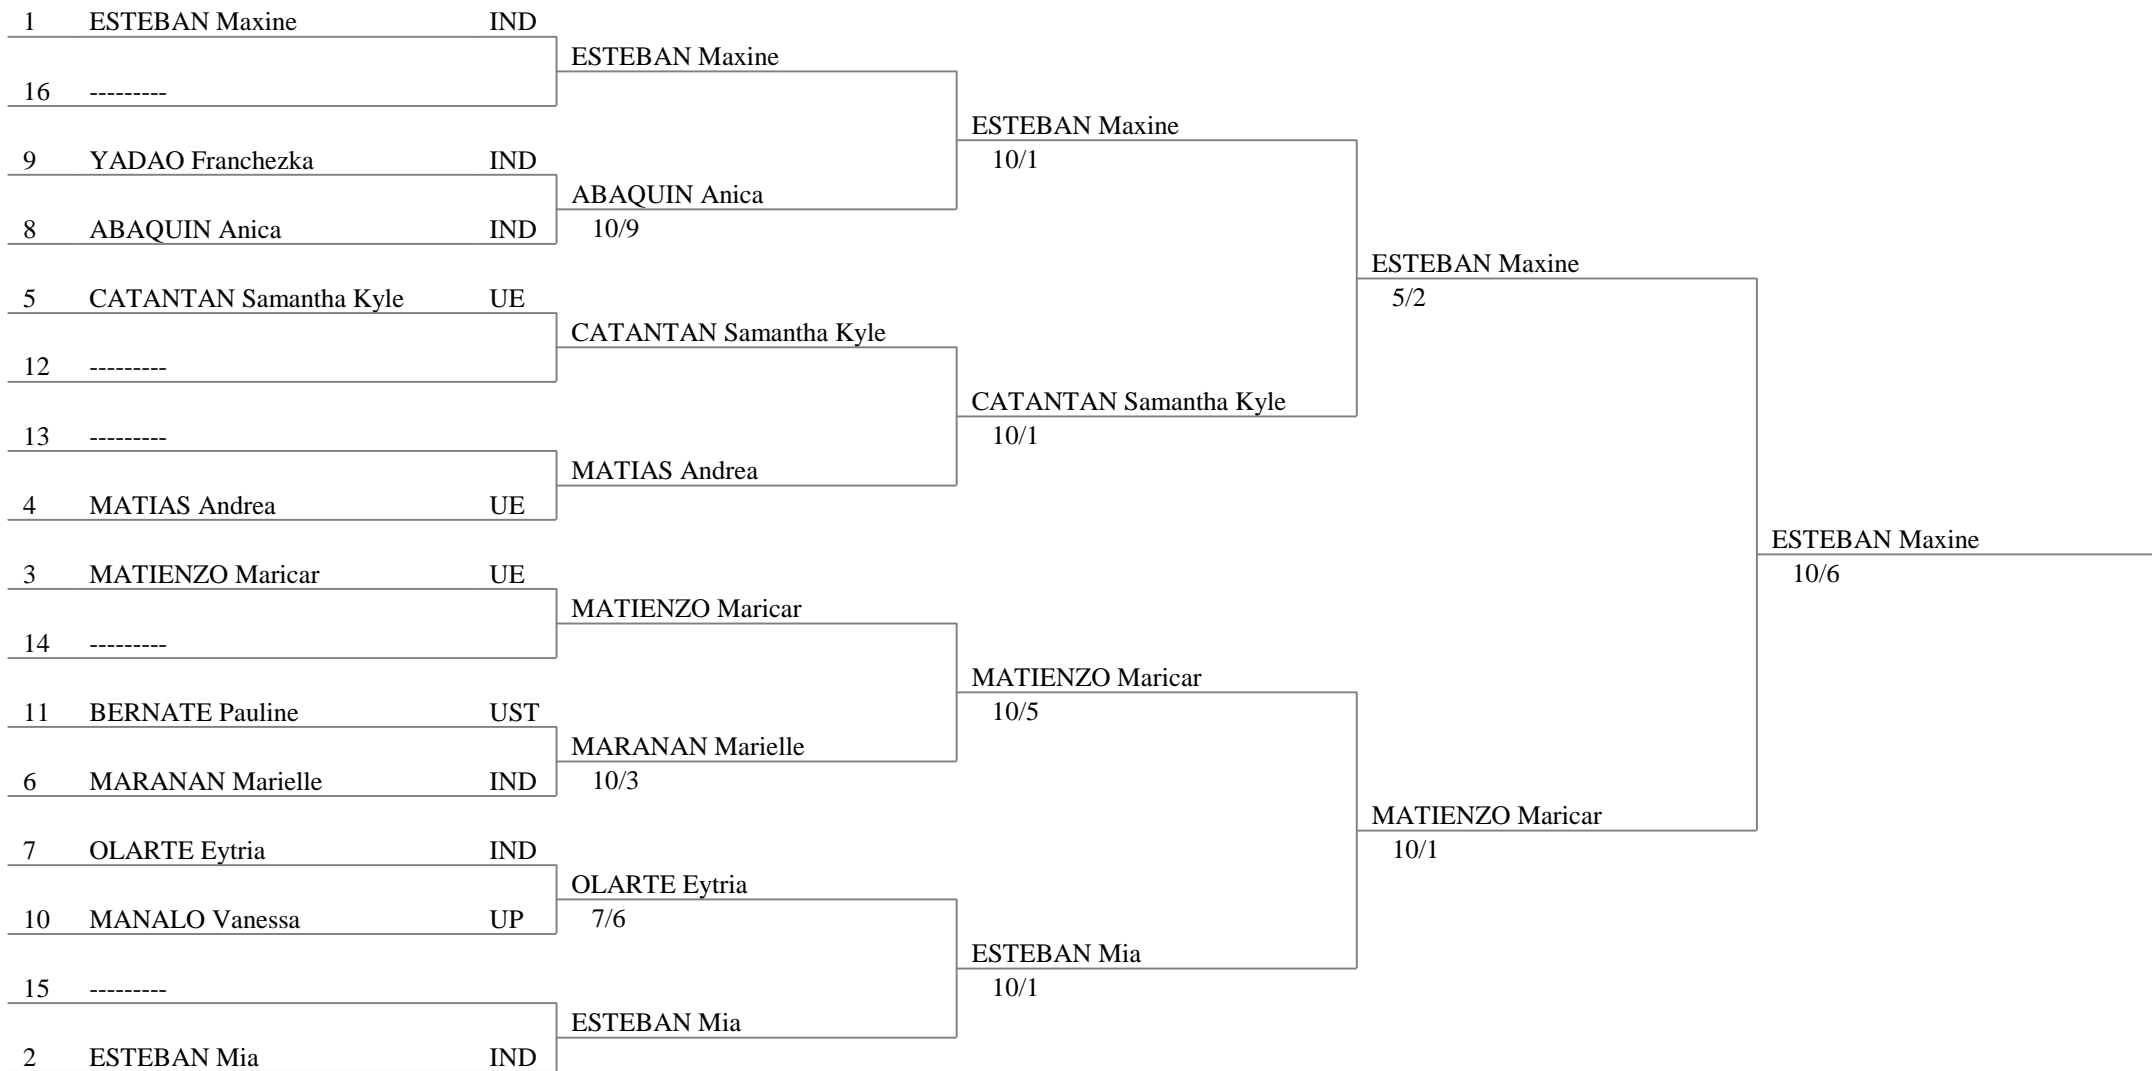 1 ESTEBAN Maxine IND
ESTEBAN Maxine
16 ---------
ESTEBAN Maxine
10/1
9 YADAO Franchezka IND
ABAQUIN Anica
10/9
8 ABAQUIN Anica IND
ESTEBAN Maxine
5/2
5 CATANTAN Samantha Kyle UE
CATANTAN Samantha Kyle
12 ---------
CATANTAN Samantha Kyle
10/1
13 ---------
MATIAS Andrea
4 MATIAS Andrea UE
ESTEBAN Maxine
10/6
3 MATIENZO Maricar UE
MATIENZO Maricar
14 ---------
MATIENZO Maricar
10/5
11 BERNATE Pauline UST
MARANAN Marielle
10/3
6 MARANAN Marielle IND
MATIENZO Maricar
10/1
7 OLARTE Eytria IND
OLARTE Eytria
7/6
10 MANALO Vanessa UP
ESTEBAN Mia
10/1
15 ---------
ESTEBAN Mia
2 ESTEBAN Mia IND